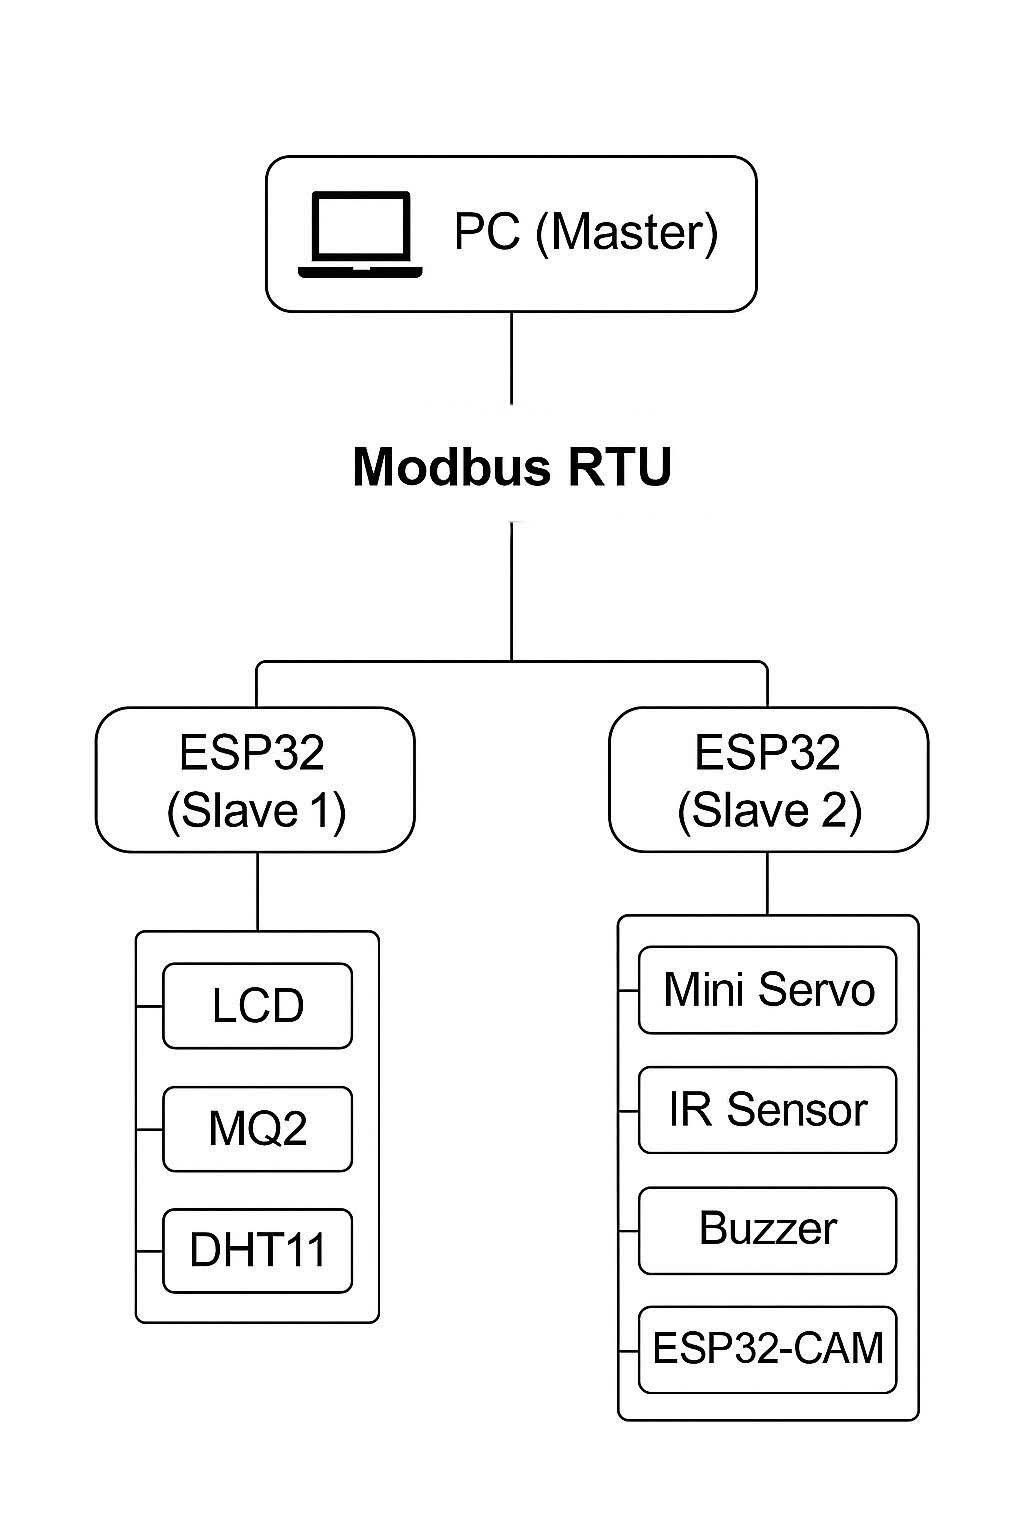 PC (Master)
Modbus RTU
ESP32
(Slave 1)
ESP32
(Slave 2)
LCD
MQ2
DHT11
Mini Servo
IR Sensor
Buzzer
ESP32-CAM